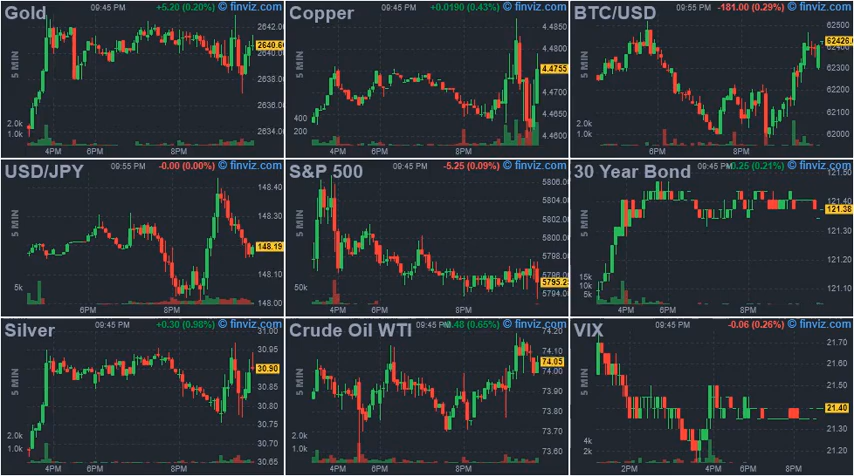 Gold
09:45 PM
+5.20 (0.20%) © finviz.com
5 MIN
2642.00
2640.60
2638.00
2636.00
2634.00
2.0k
1.0k
4PM 6PM 8PM
Copper
09:45 PM
+0.0190 (0.43%) © finviz.com
5 MIN
4.4850
4.4800
4.4755
4.4700
4.4650
4.4600
400
200
4PM 6PM 8PM
BTC/USD
09:55 PM
-181.00 (0.29%) © finviz.com
5 MIN
62500
62426.0
62300
62200
62100
62000
2.0k
1.0k
6PM 8PM
USD/JPY
09:55 PM
-0.00 (0.00%) © finviz.com
5 MIN
148.40
148.30
148.19
148.10
148.00
5k
6PM 8PM
S&P 500
09:45 PM
-5.25 (0.09%) © finviz.com
5 MIN
5806.00
5804.00
5802.00
5800.00
5798.00
5795.25
5794.00
50k
4PM 6PM 8PM
30 Year Bond
09:45 PM
0.25 (0.21%) © finviz.com
5 MIN
121.50
121.40
121.38
121.30
121.20
121.10
15k
10k
5k
4PM 6PM 8PM
Silver
09:45 PM
+0.30 (0.98%) © finviz.com
5 MIN
31.00
30.95
30.90
30.85
30.80
30.75
30.70
30.65
2.0k
1.0k
4PM 6PM 8PM
Crude Oil WTI
09:45 PM
.48 (0.65%) © finviz.com
5 MIN
74.20
74.05
74.00
73.90
73.80
73.70
73.60
2.0k
1.0k
4PM 6PM 8PM
VIX
09:45 PM
-0.06 (0.26%) © finviz.com
5 MIN
21.70
21.60
21.50
21.40
21.30
21.20
4k
2k
2PM 4PM 6PM 8PM